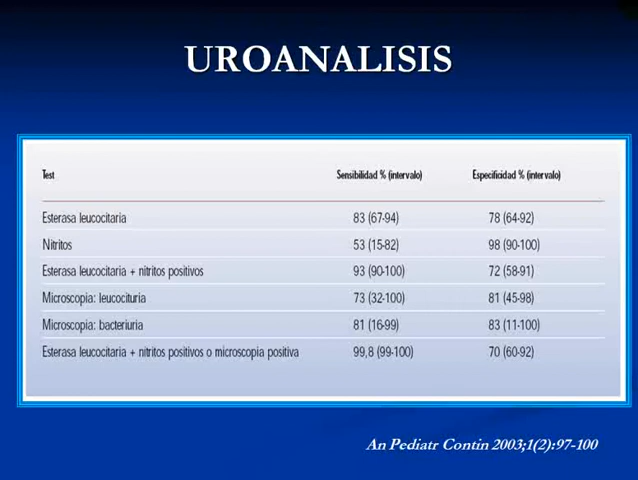 UROANALISIS
Test Sensibilidad % (intervalo) Especificidad % (intervalo)
Esterasa leucocitaria 83 (67-94) 78 (64-92)
Nitritos 53 (15-82) 98 (90-100)
Esterasa leucocitaria + nitritos positivos 93 (90-100) 72 (58-91)
Microscopia: leucocituria 73 (32-100) 81 (45-98)
Microscopia: bacteriuria 81 (16-99) 83 (11-100)
Esterasa leucocitaria + nitritos positivos o microscopia positiva 99,8 (99-100) 70 (60-92)
An Pediatr Contin 2003;1(2):97-100